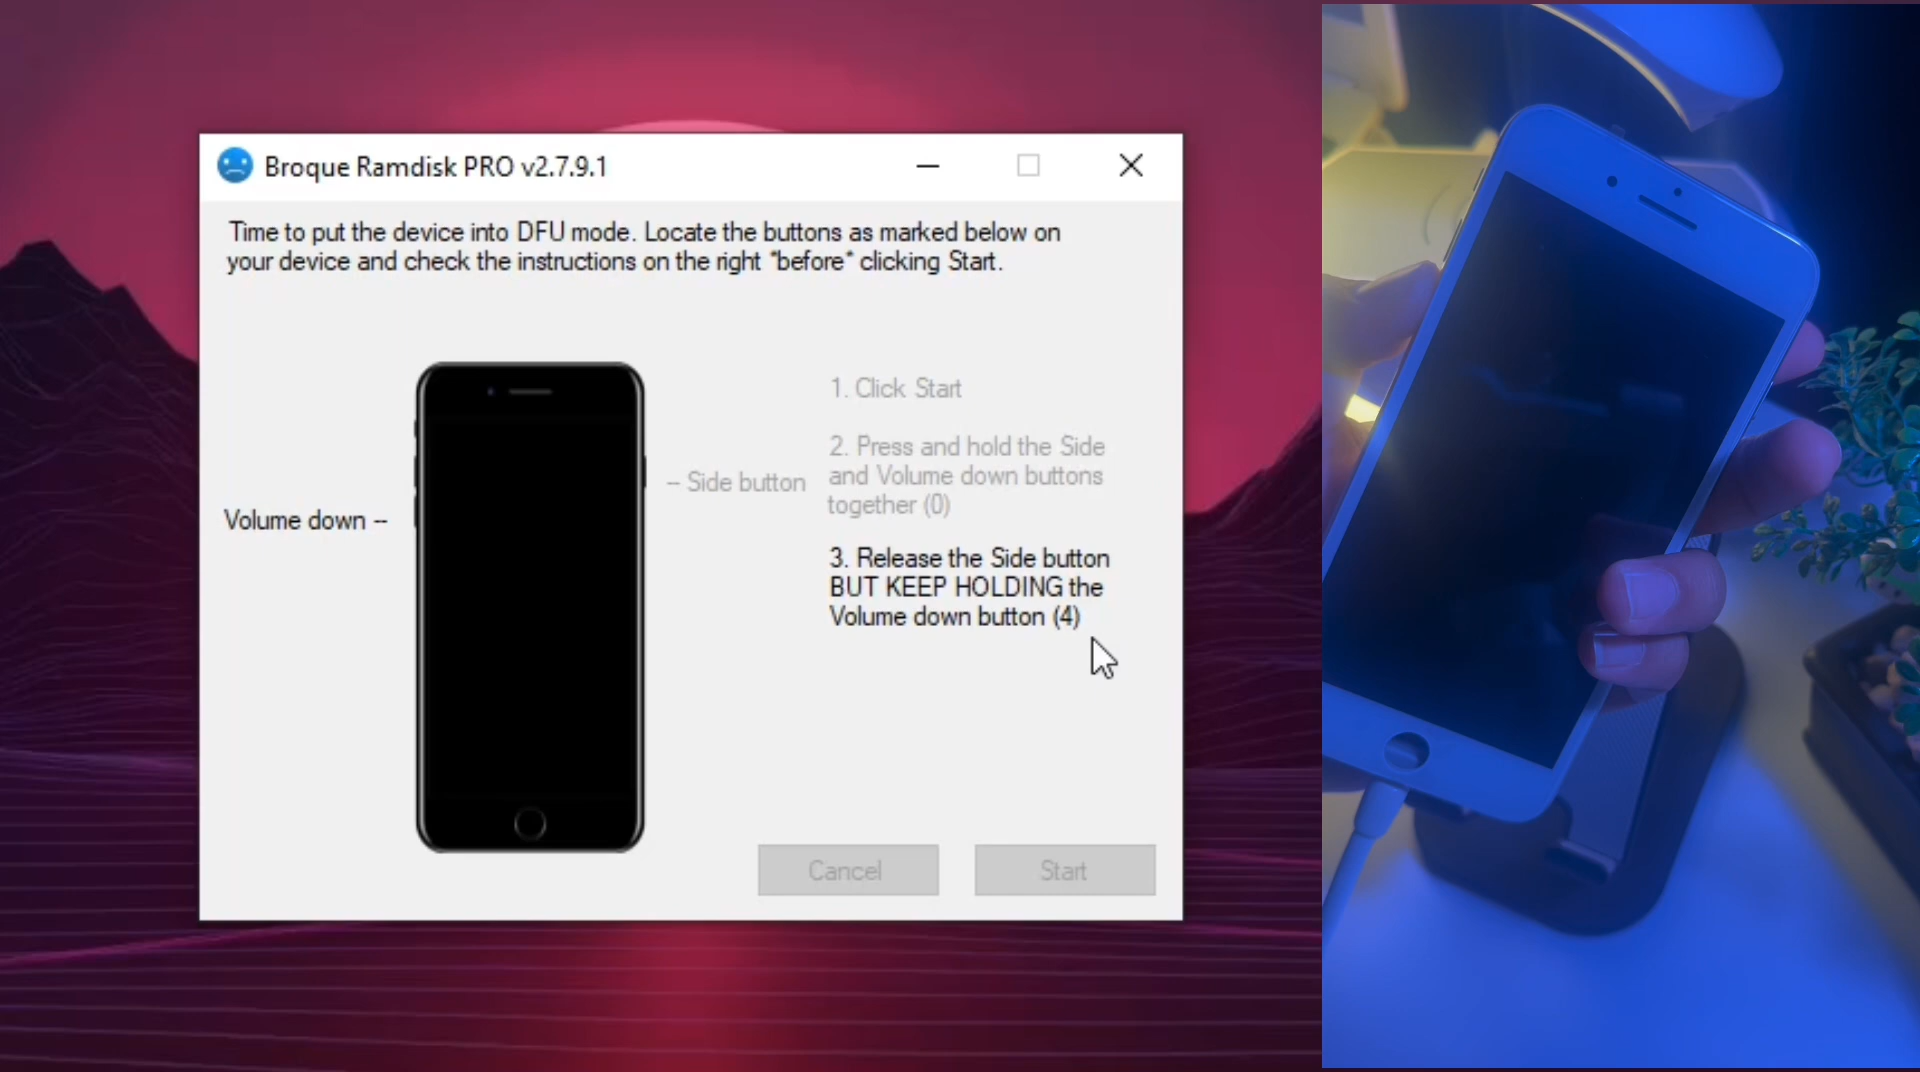 Broque Ramdisk PRO v2.7.9.1
Time to put the device into DFU mode. Locate the buttons as marked below on
your device and check the instructions on the right *before* clicking Start.
1. Click Start
2. Press and hold the Side
and Volume down buttons
together (0)
-- Side button
Volume down --
3. Release the Side button
BUT KEEP HOLDING the
Volume down button (4)
Cancel
Start